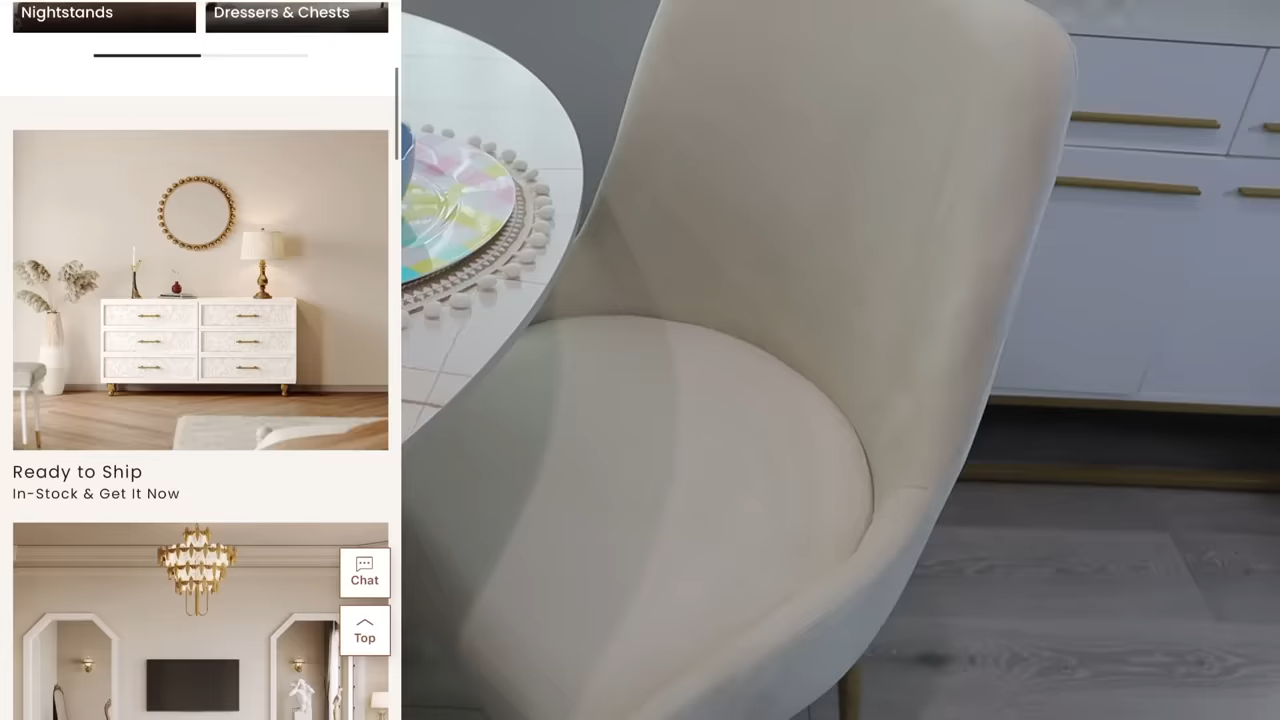 Nightstands
Dressers & Chests
Ready to Ship
In-Stock & Get It Now
Chat
Top